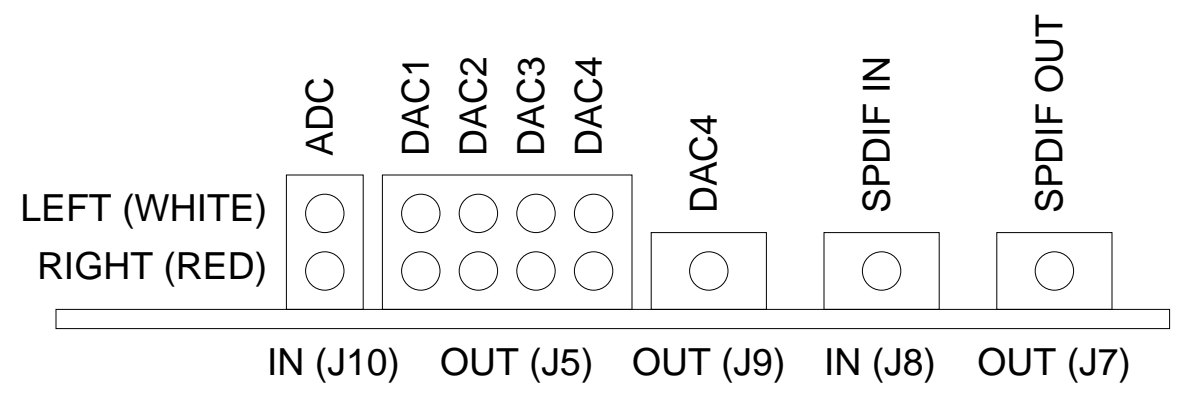 ADC
DAC1
DAC2
DAC3
DAC4
DAC4
SPDIF IN
SPDIF OUT
LEFT (WHITE)
RIGHT (RED)
IN (J10)
OUT (J5)
OUT (J9)
IN (J8)
OUT (J7)